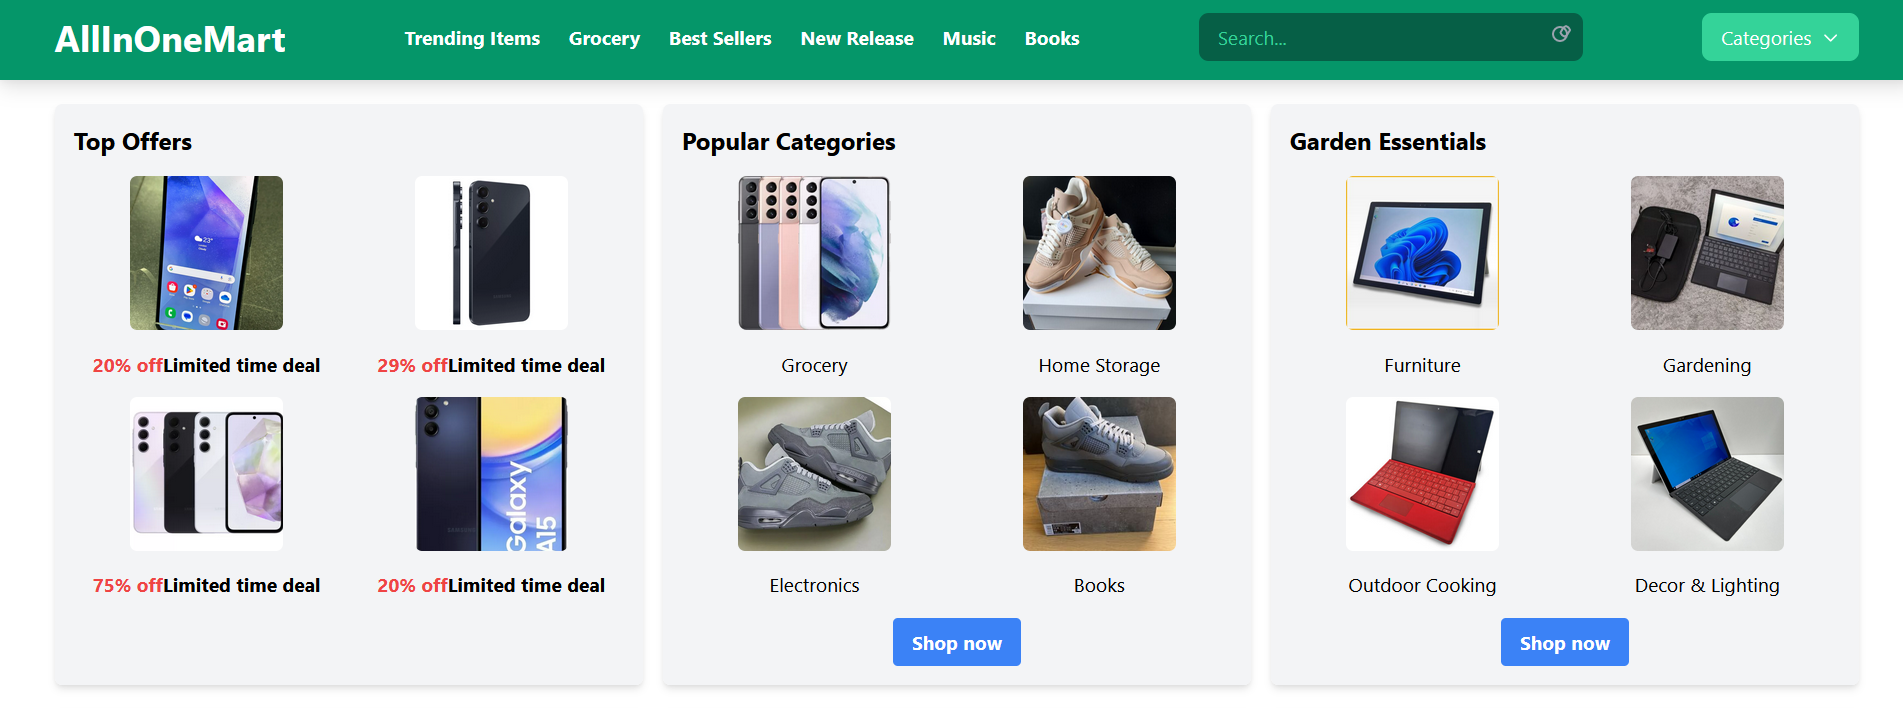 AllInOneMart
Trending Items
Grocery
Best Sellers
New Release
Music
Books
Search...
Categories
Top Offers
20% offLimited time deal
29% offLimited time deal
75% offLimited time deal
Galaxy
A15
20% offLimited time deal
Popular Categories
Grocery
Home Storage
Electronics
Books
Shop now
Garden Essentials
Furniture
Gardening
Outdoor Cooking
Decor & Lighting
Shop now